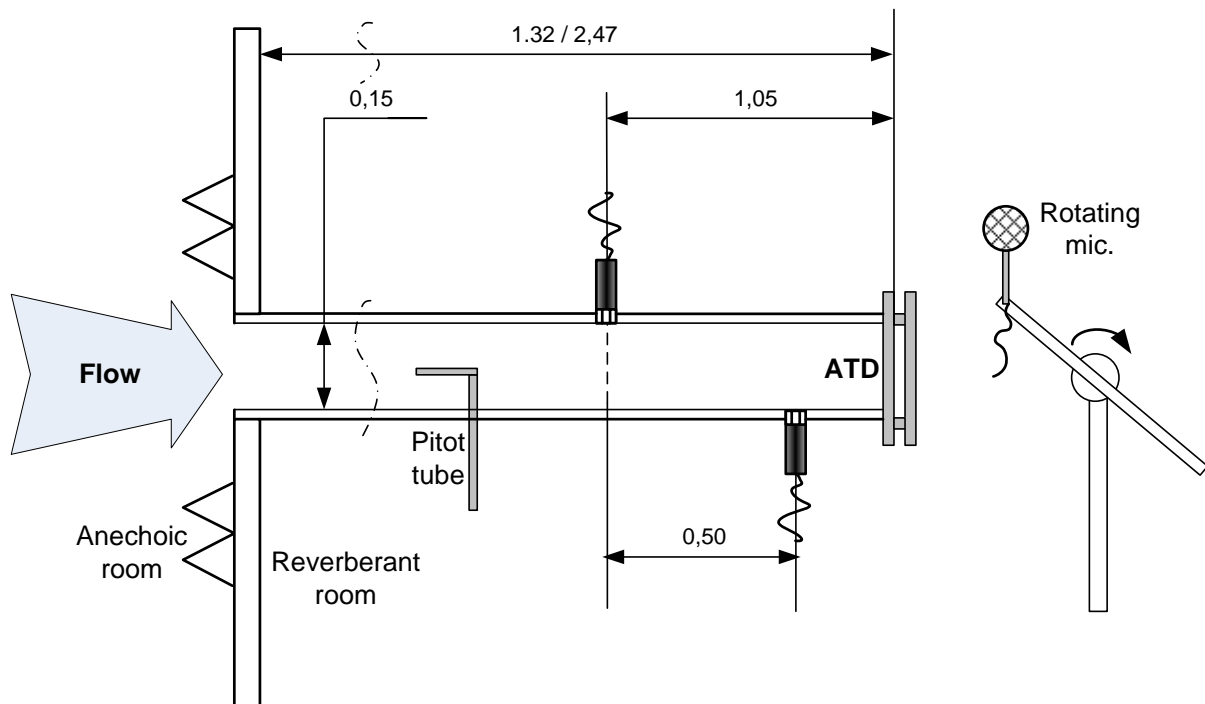 1.32 / 2,47
0,15
1,05
Rotating
mic.
Flow
ATD
Pitot
tube
Anechoic
room
Reverberant
room
0,50